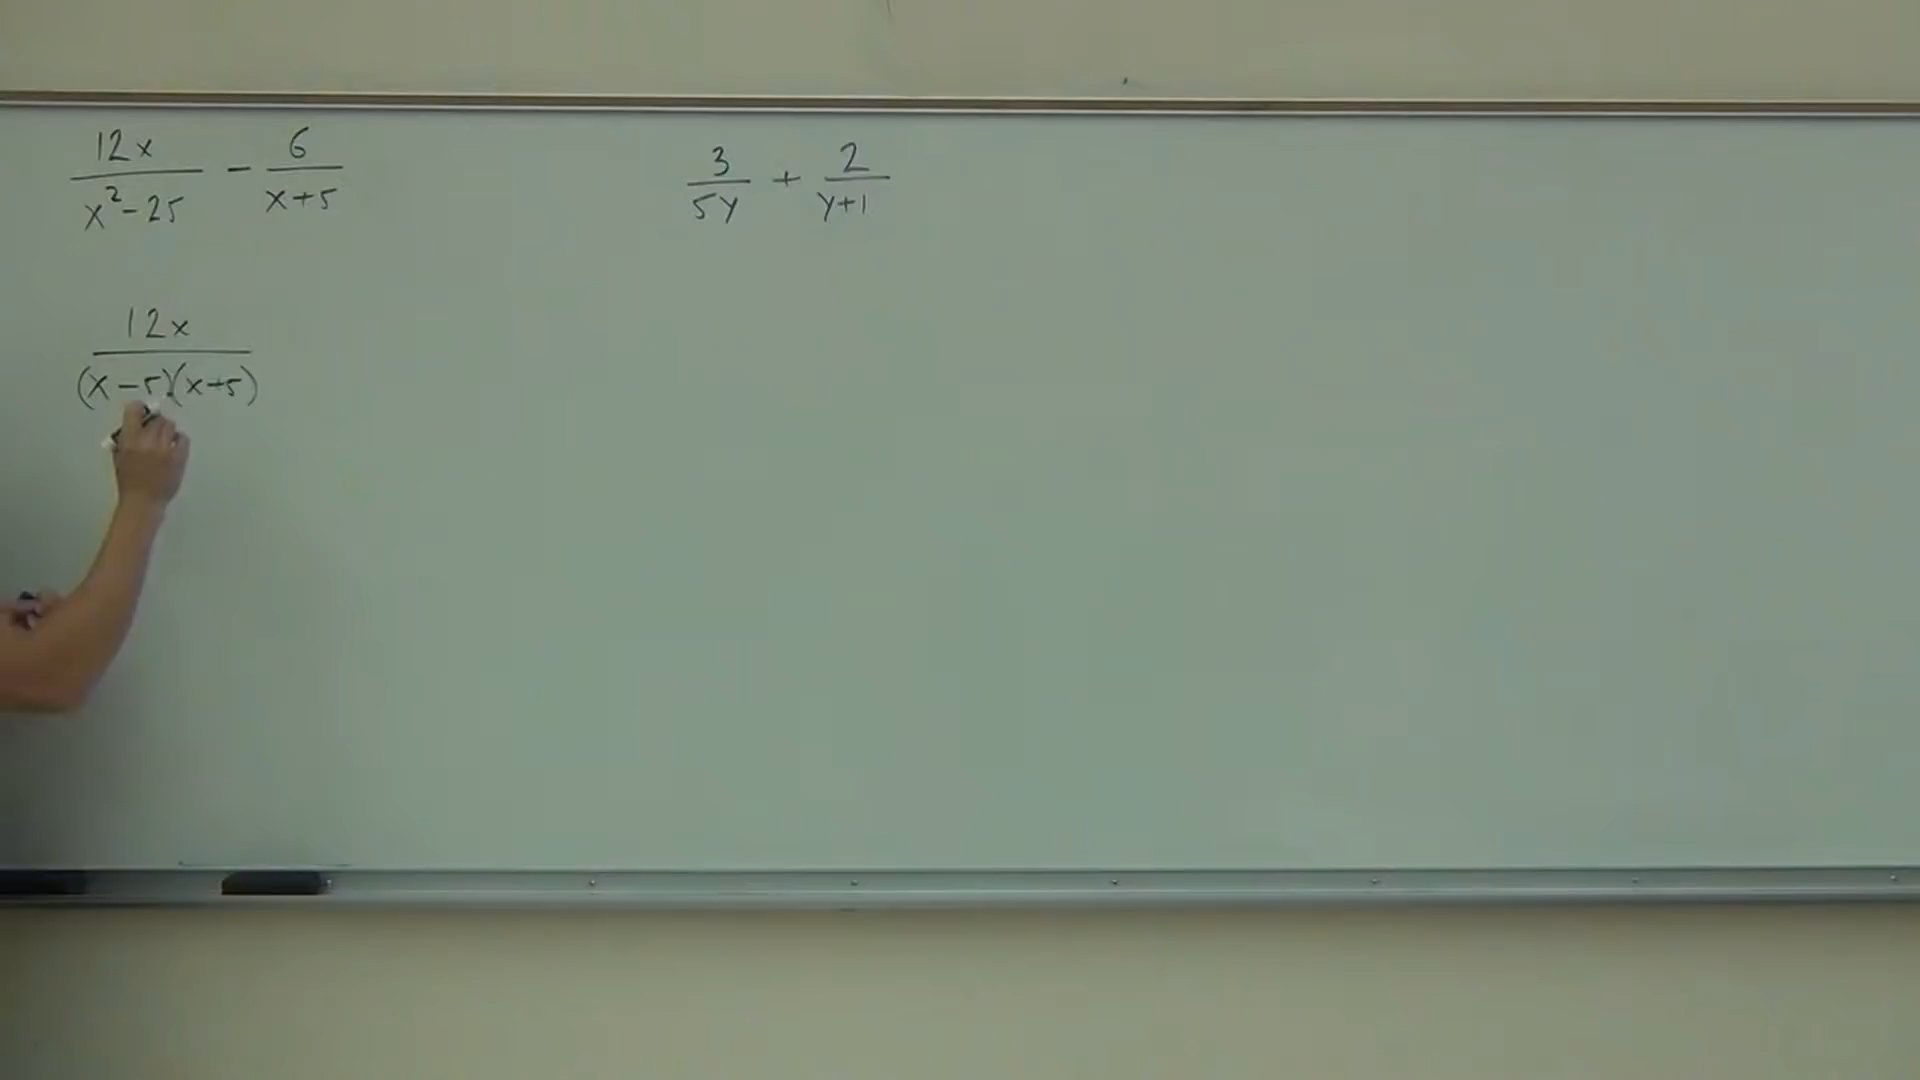 12x/(x²-25) - 6/(x+5)
3/(5y) + 2/(y+1)
12x/((x-5)(x+5))